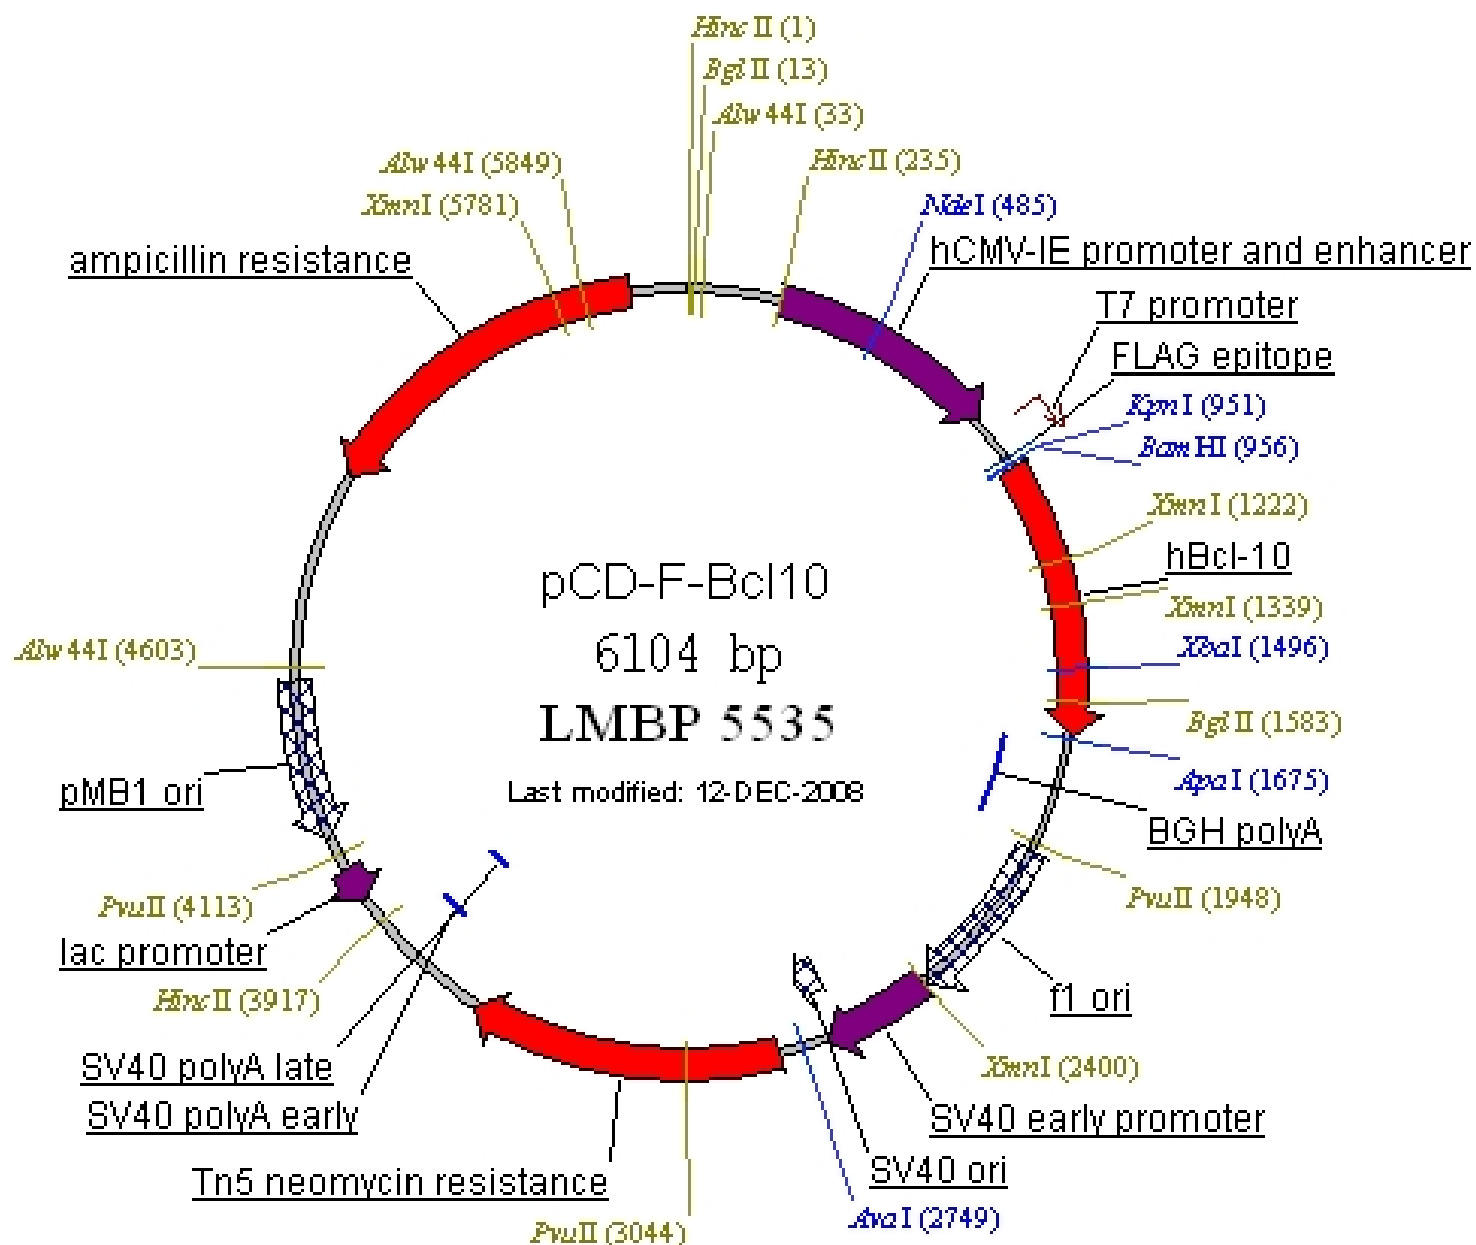 HincII (1)
BglII (13)
Alw44I (33)
Alw44I (5849)
HincII (235)
XmnI (5781)
NdeI (485)
ampicillin resistance
hCMV-IE promoter and enhancer
T7 promoter
FLAG epitope
KpnI (951)
BamHI (956)
XmnI (1222)
hBcl-10
pCD-F-Bcl10
XmnI (1339)
Alw44I (4603)
6104 bp
XbaI (1496)
LMBP 5535
BglII (1583)
pMB1 ori
Last modified: 12-DEC-2008
ApaI (1675)
BGH polyA
PvuII (4113)
PvuII (1948)
lac promoter
HincII (3917)
f1 ori
SV40 polyA late
XmnI (2400)
SV40 polyA early
SV40 early promoter
Tn5 neomycin resistance
SV40 ori
AvaI (2749)
PvuII (3044)